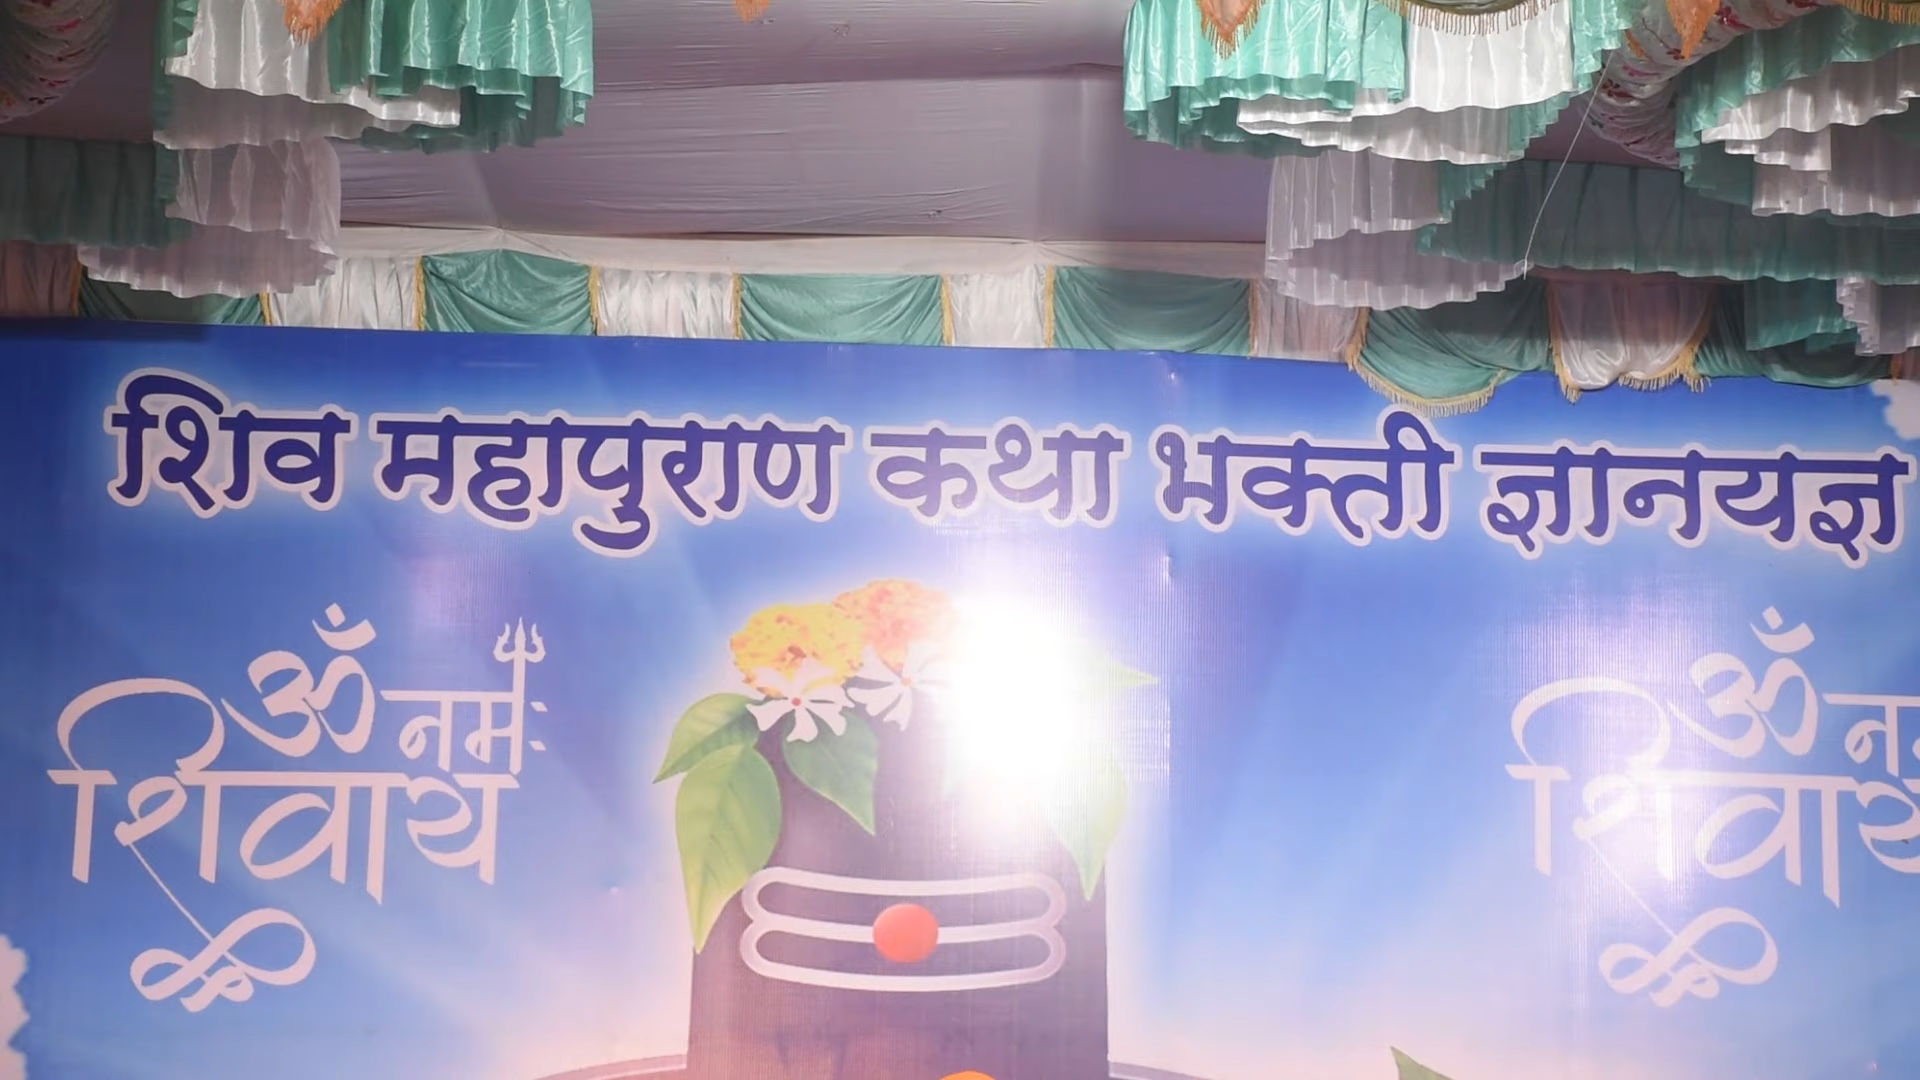 शिव महापुराण कथा भक्ती ज्ञानयज्ञ
ॐ नमः
शिवाय
ॐ
शिवाय